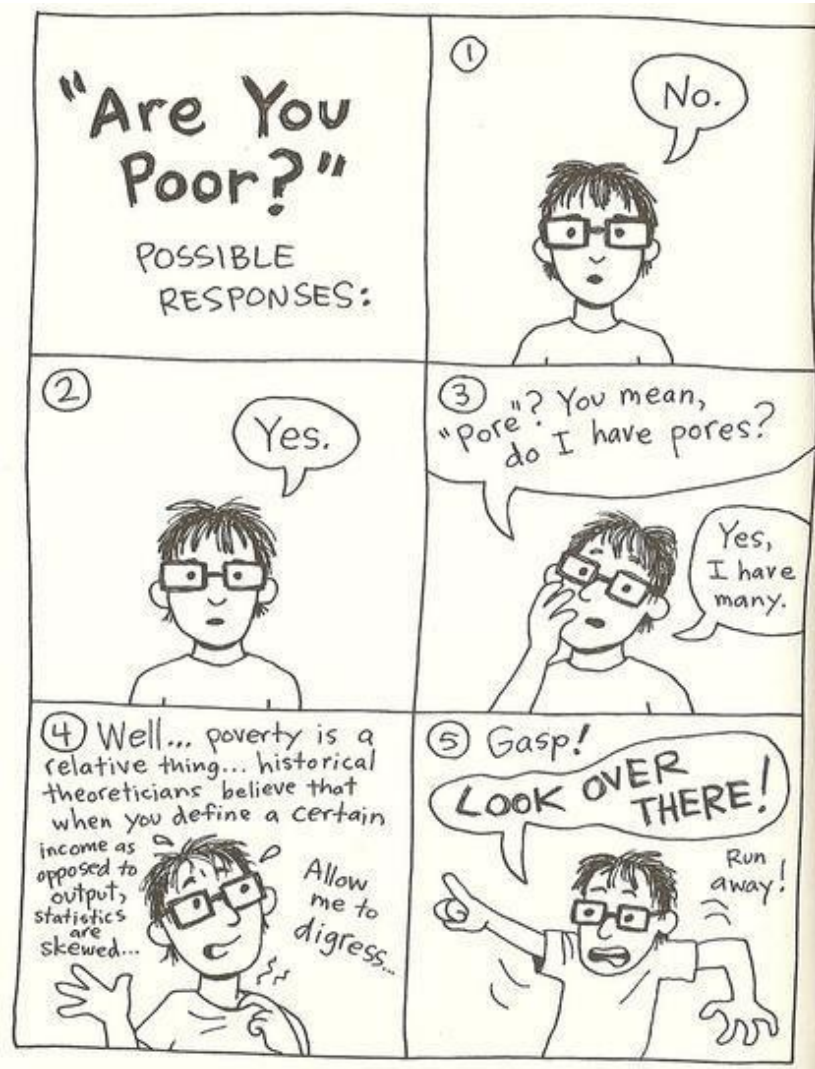 "Are You
Poor?"
POSSIBLE
RESPONSES:
1
No.
2
Yes.
3
"Pore"? You mean,
do I have pores?
Yes,
I have
many.
4 Well... poverty is a
relative thing... historical
theoreticians believe that
when you define a certain
income as
opposed to
output,
statistics
are
skewed...
Allow
me to
digress...
5 Gasp!
LOOK OVER
THERE!
Run
away!